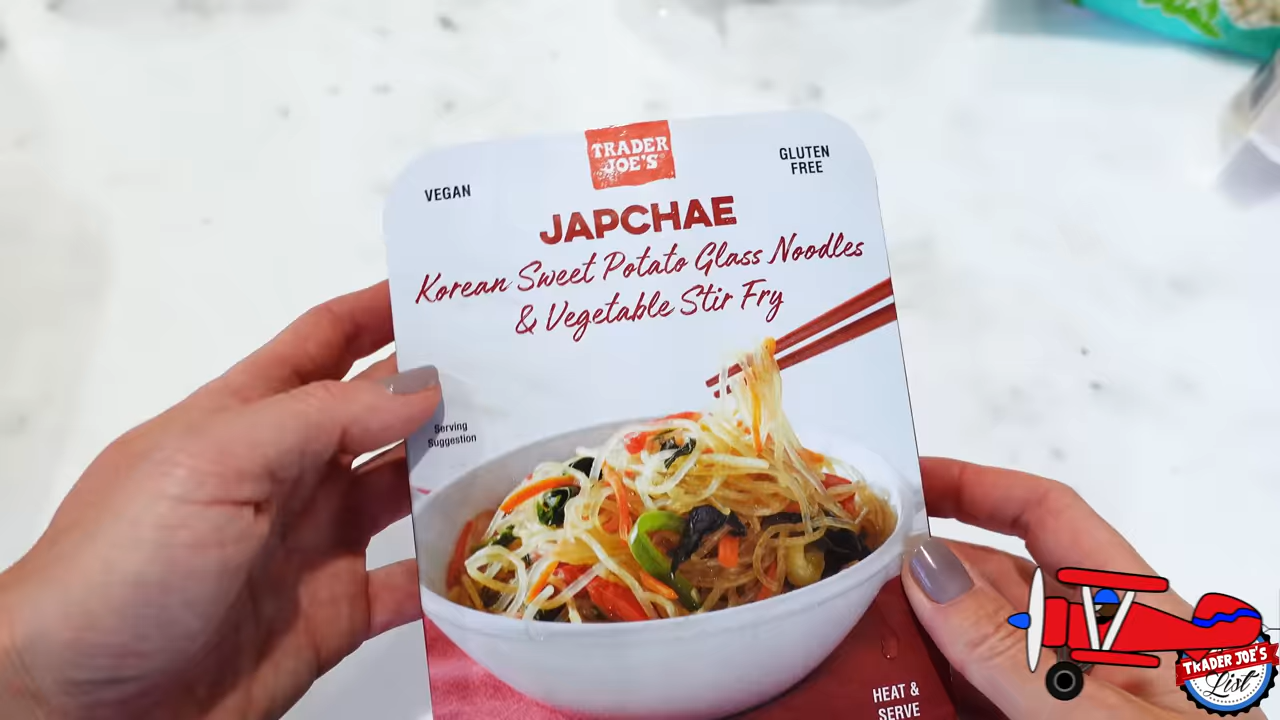 TRADER
JOE'S
VEGAN
GLUTEN
FREE
JAPCHAE
Korean Sweet Potato Glass Noodles
& Vegetable Stir Fry
Serving
Suggestion
HEAT &
SERVE
TRADER JOE'S
List